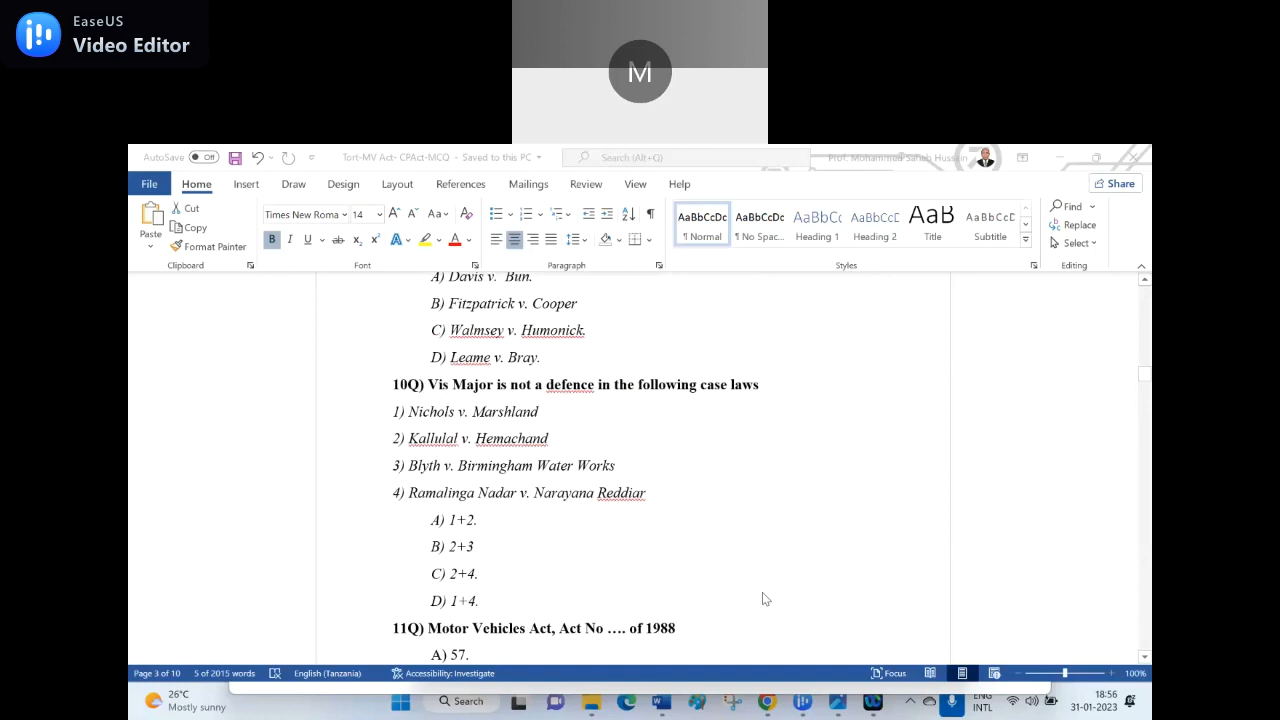 EaseUS
Video Editor
M
AutoSave Off Tort-MV Act- CPAct-MCQ - Saved to this PC Search (Alt+Q) Prof. Mohammed Saheb Hussain
File Home Insert Draw Design Layout References Mailings Review View Help Share
Paste Cut Copy Format Painter Clipboard
Times New Roma 14 Font
Paragraph
AaBbCcDc AaBbCcDc AaBbCc AaBbCcD AaB AaBbCcD
¶ Normal ¶ No Spac... Heading 1 Heading 2 Title Subtitle
Styles
Find Replace Select Editing
A) Davis v. Bun.
B) Fitzpatrick v. Cooper
C) Walmsey v. Humonick.
D) Leame v. Bray.
10Q) Vis Major is not a defence in the following case laws
1) Nichols v. Marshland
2) Kallulal v. Hemachand
3) Blyth v. Birmingham Water Works
4) Ramalinga Nadar v. Narayana Reddiar
A) 1+2.
B) 2+3
C) 2+4.
D) 1+4.
11Q) Motor Vehicles Act, Act No …. of 1988
A) 57.
Page 3 of 10 5 of 2015 words English (Tanzania) Accessibility: Investigate Focus 100%
26°C
Mostly sunny
Search
ENG
INTL
18:56
31-01-2023